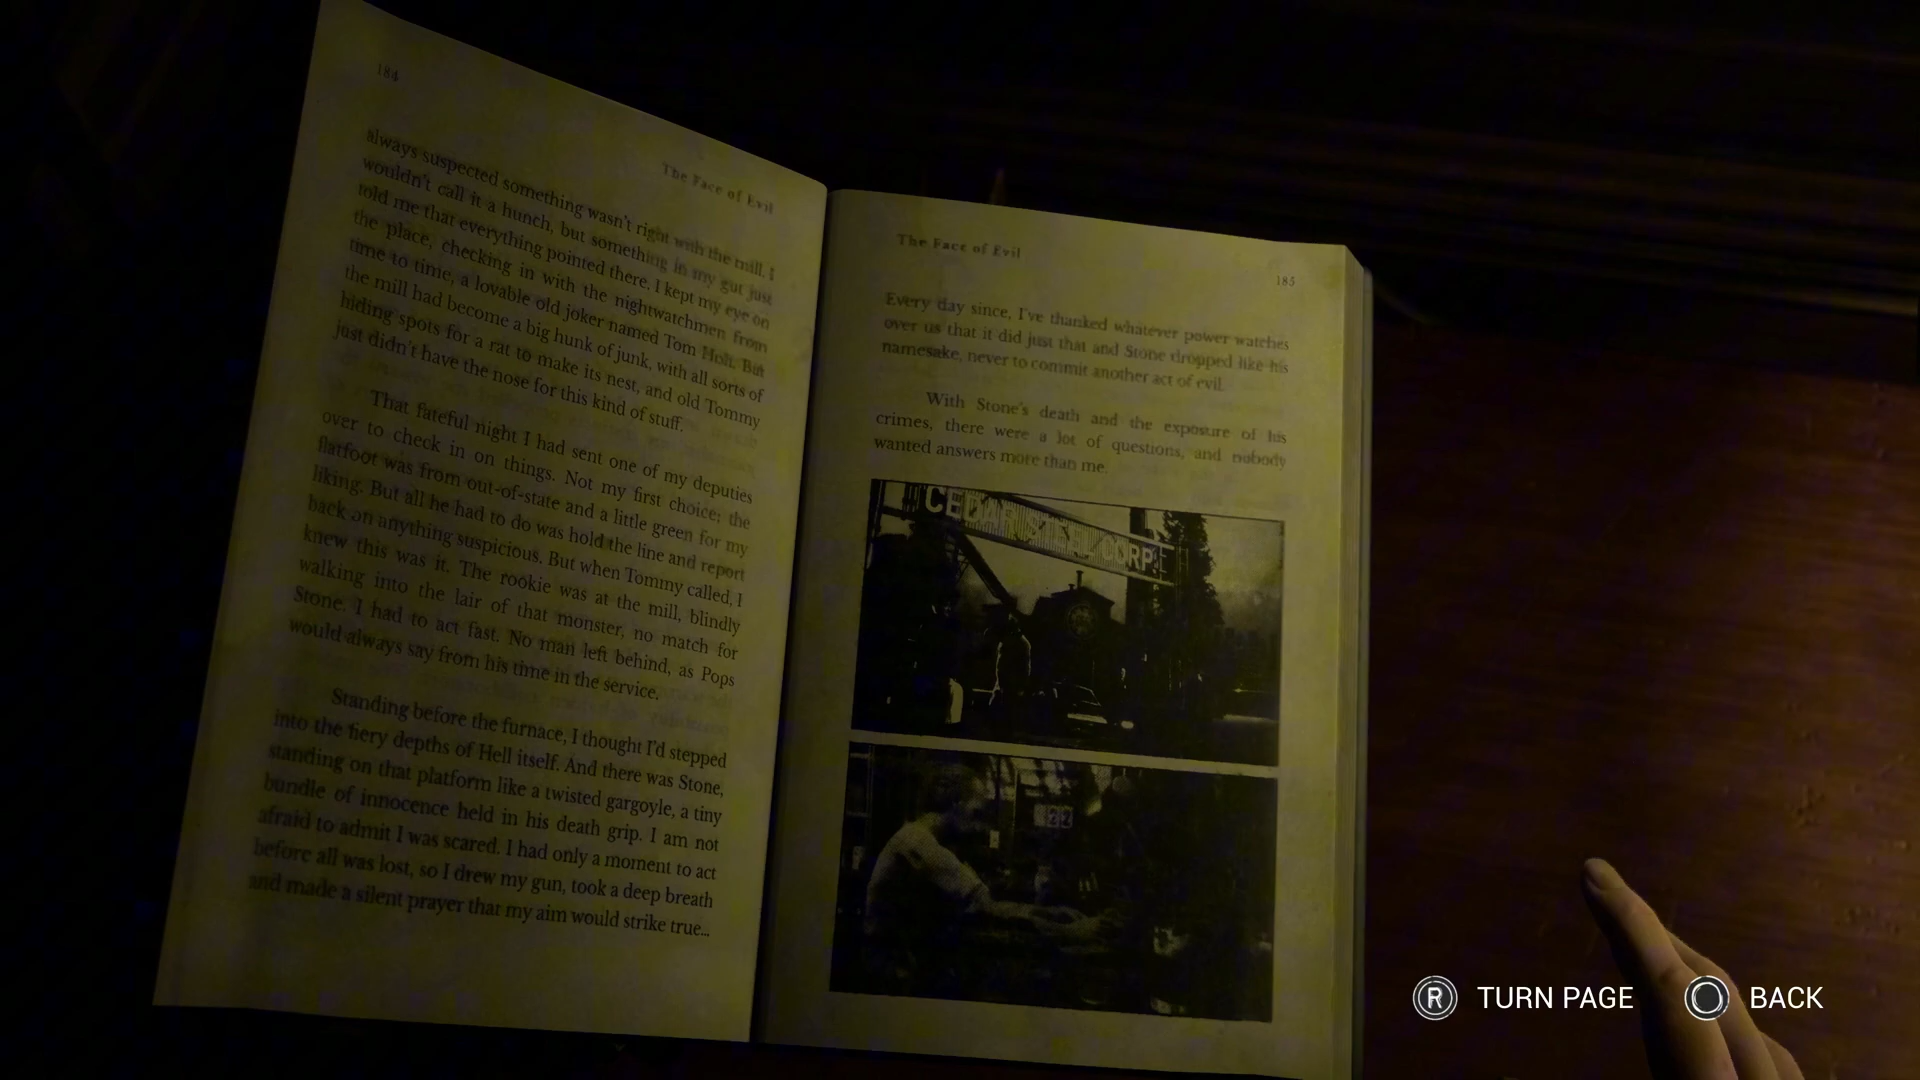 184
The Face of Evil
always suspected something wasn't right with the mill. I
wouldn't call it a hunch, but something in my gut just
told me that everything pointed there. I kept my eye on
the place, checking in with the nightwatchmen from
time to time, a lovable old joker named Tom Holt. But
the mill had become a big hunk of junk, with all sorts of
hiding spots for a rat to make its nest, and old Tommy
just didn't have the nose for this kind of stuff.
That fateful night I had sent one of my deputies
over to check in on things. Not my first choice; the
flatfoot was from out-of-state and a little green for my
liking. But all he had to do was hold the line and report
back on anything suspicious. But when Tommy called, I
knew this was it. The rookie was at the mill, blindly
walking into the lair of that monster, no match for
Stone. I had to act fast. No man left behind, as Pops
would always say from his time in the service.
Standing before the furnace, I thought I'd stepped
into the fiery depths of Hell itself. And there was Stone,
standing on that platform like a twisted gargoyle, a tiny
bundle of innocence held in his death grip. I am not
afraid to admit I was scared. I had only a moment to act
before all was lost, so I drew my gun, took a deep breath
and made a silent prayer that my aim would strike true...
The Face of Evil
185
Every day since, I've thanked whatever power watches
over us that it did just that and Stone dropped like his
namesake, never to commit another act of evil.
With Stone's death and the exposure of his
crimes, there were a lot of questions, and nobody
wanted answers more than me.
CEDAR STEEL CORP.
22
R TURN PAGE
BACK